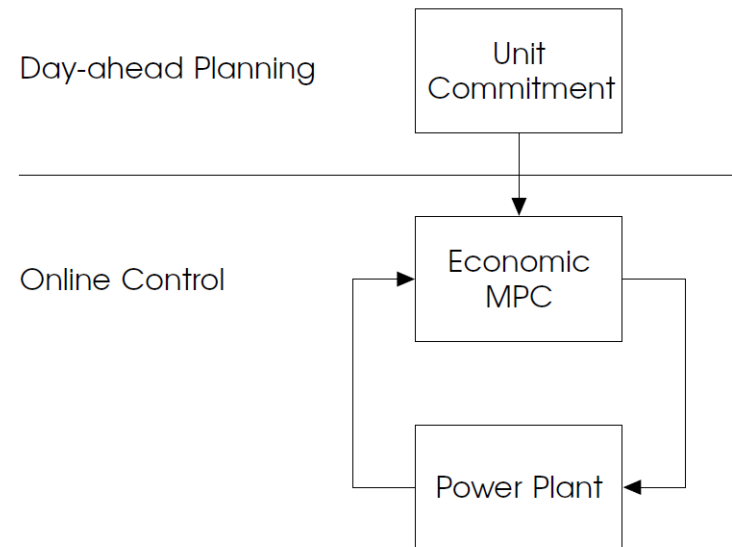 Day-ahead Planning
Unit
Commitment
Online Control
Economic
MPC
Power Plant